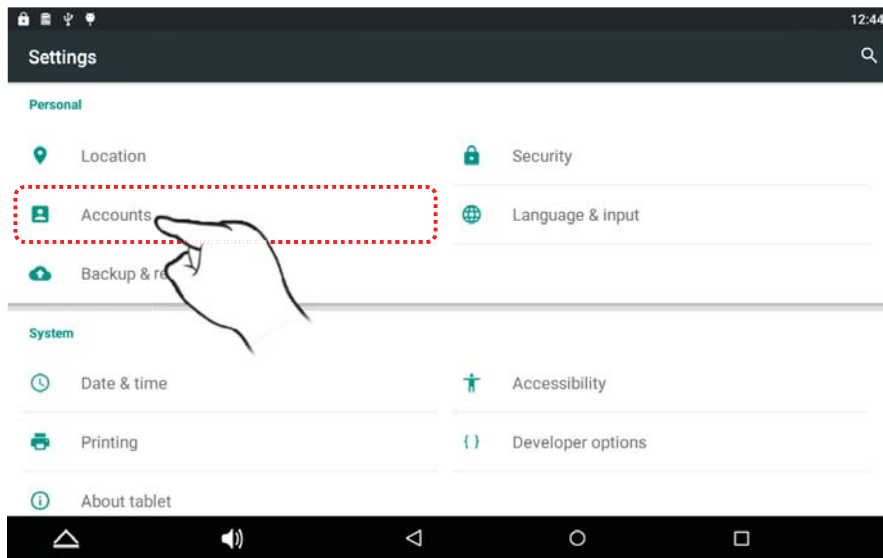 12:44
Settings
Personal
Location
Security
Accounts
Language & input
Backup &
System
Date & time
Accessibility
Printing
{ } Developer options
About tablet